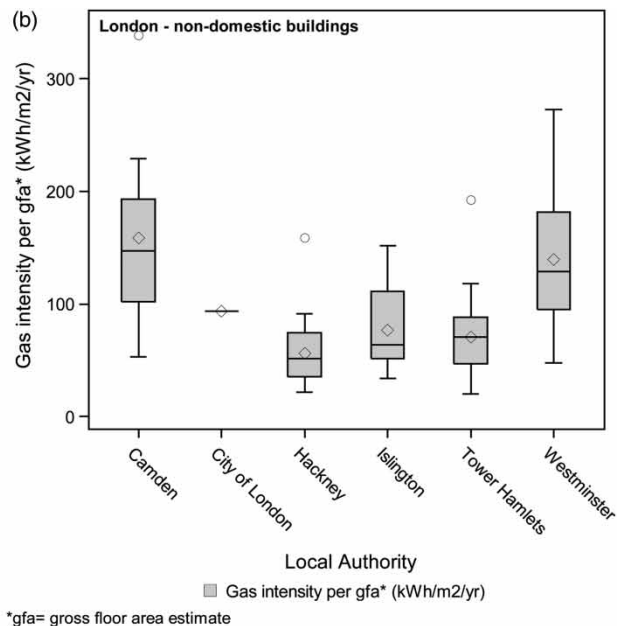 (b)
London - non-domestic buildings
Gas intensity per gfa* (kWh/m2/yr)
300
200
100
0
Camden
City of London
Hackney
Islington
Tower Hamlets
Westminster
Local Authority
Gas intensity per gfa* (kWh/m2/yr)
*gfa= gross floor area estimate